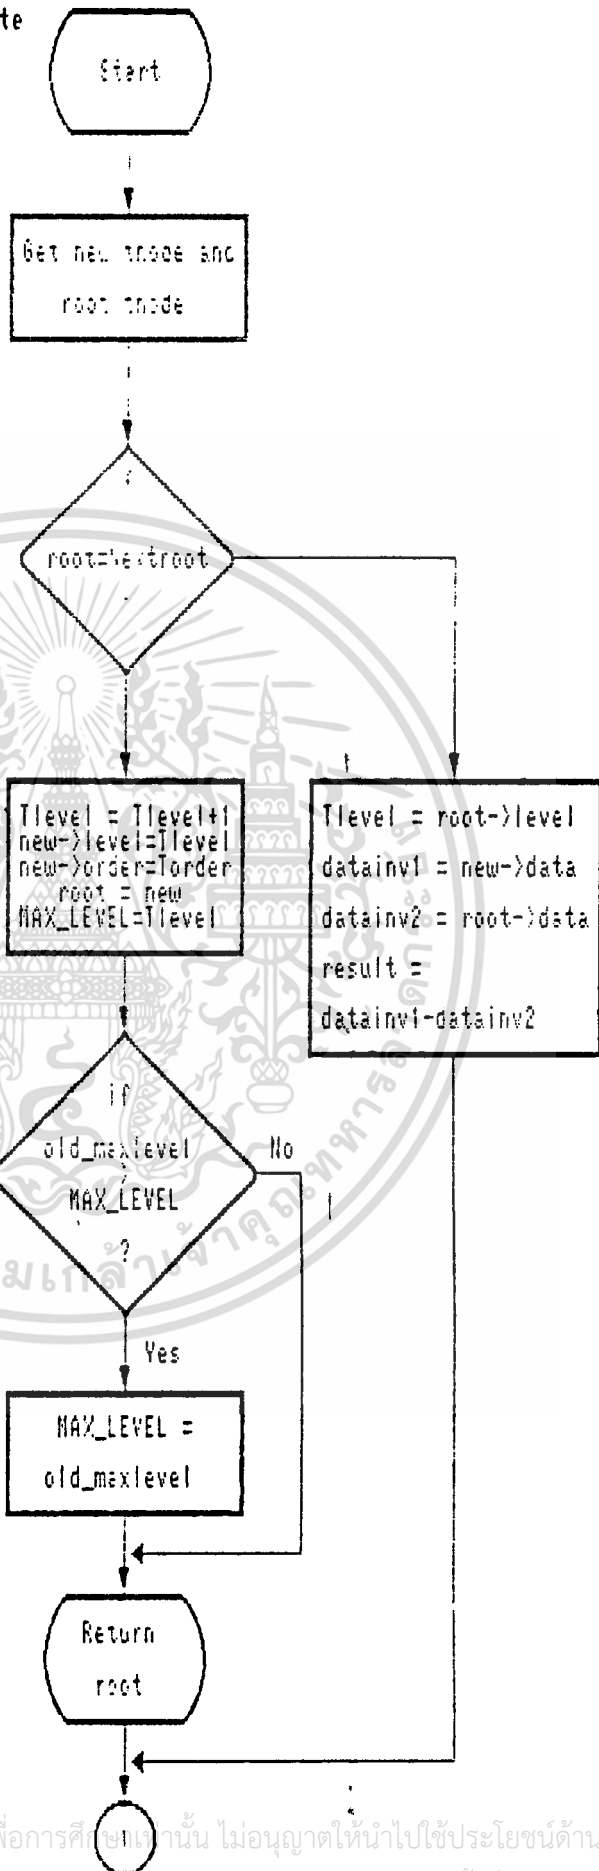 te
Start
Get new tnode and
root tnode
if
root=Nextroot
Tlevel = Tlevel+1
new->level=Tlevel
new->order=Torder
root = new
MAX_LEVEL=Tlevel
Tlevel = root->level
datainv1 = new->data
datainv2 = root->data
result =
datainv1-datainv2
if
old_maxlevel
>
MAX_LEVEL
?
No
Yes
MAX_LEVEL =
old_maxlevel
Return
root
1
พื่อการศึกษาเท่านั้น ไม่อนุญาตให้นำไปใช้ประโยชน์ด้าน